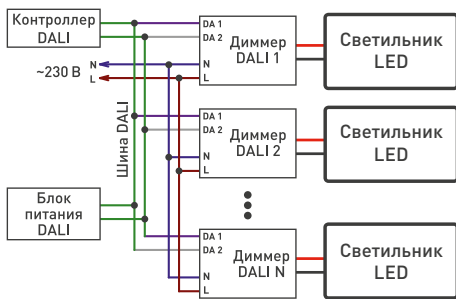 Контроллер
DALI
~230 В
N
L
Шина DALI
Блок
питания
DALI
DA 1
DA 2
N
L
Диммер
DALI 1
Светильник
LED
DA 1
DA 2
N
L
Диммер
DALI 2
Светильник
LED
DA 1
DA 2
N
L
Диммер
DALI N
Светильник
LED